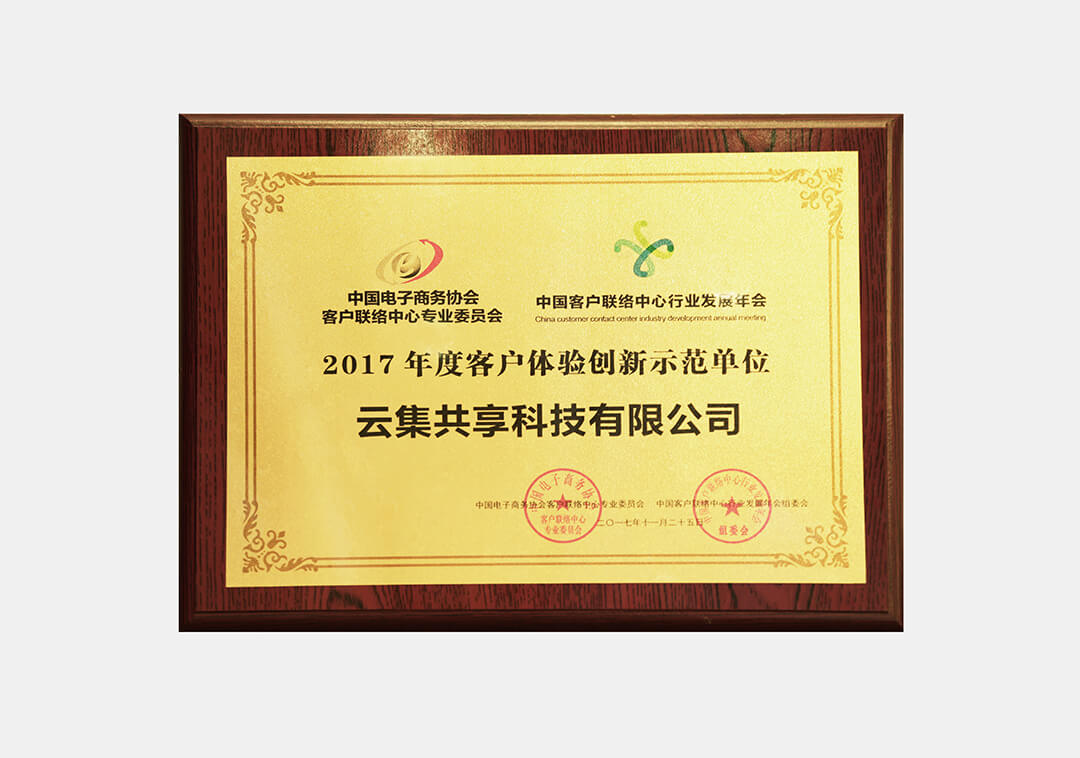 中国电子商务协会
客户联络中心专业委员会
中国客户联络中心行业发展年会
China customer contact center industry development annual meeting
2017 年度客户体验创新示范单位
云集共享科技有限公司
中国电子商务协会客户联络中心专业委员会 中国客户联络中心行业发展年会组委会
二〇一七年十一月二十五日
中国电子商务协会
客户联络中心
专业委员会
中国客户联络中心行业发展年会
组委会